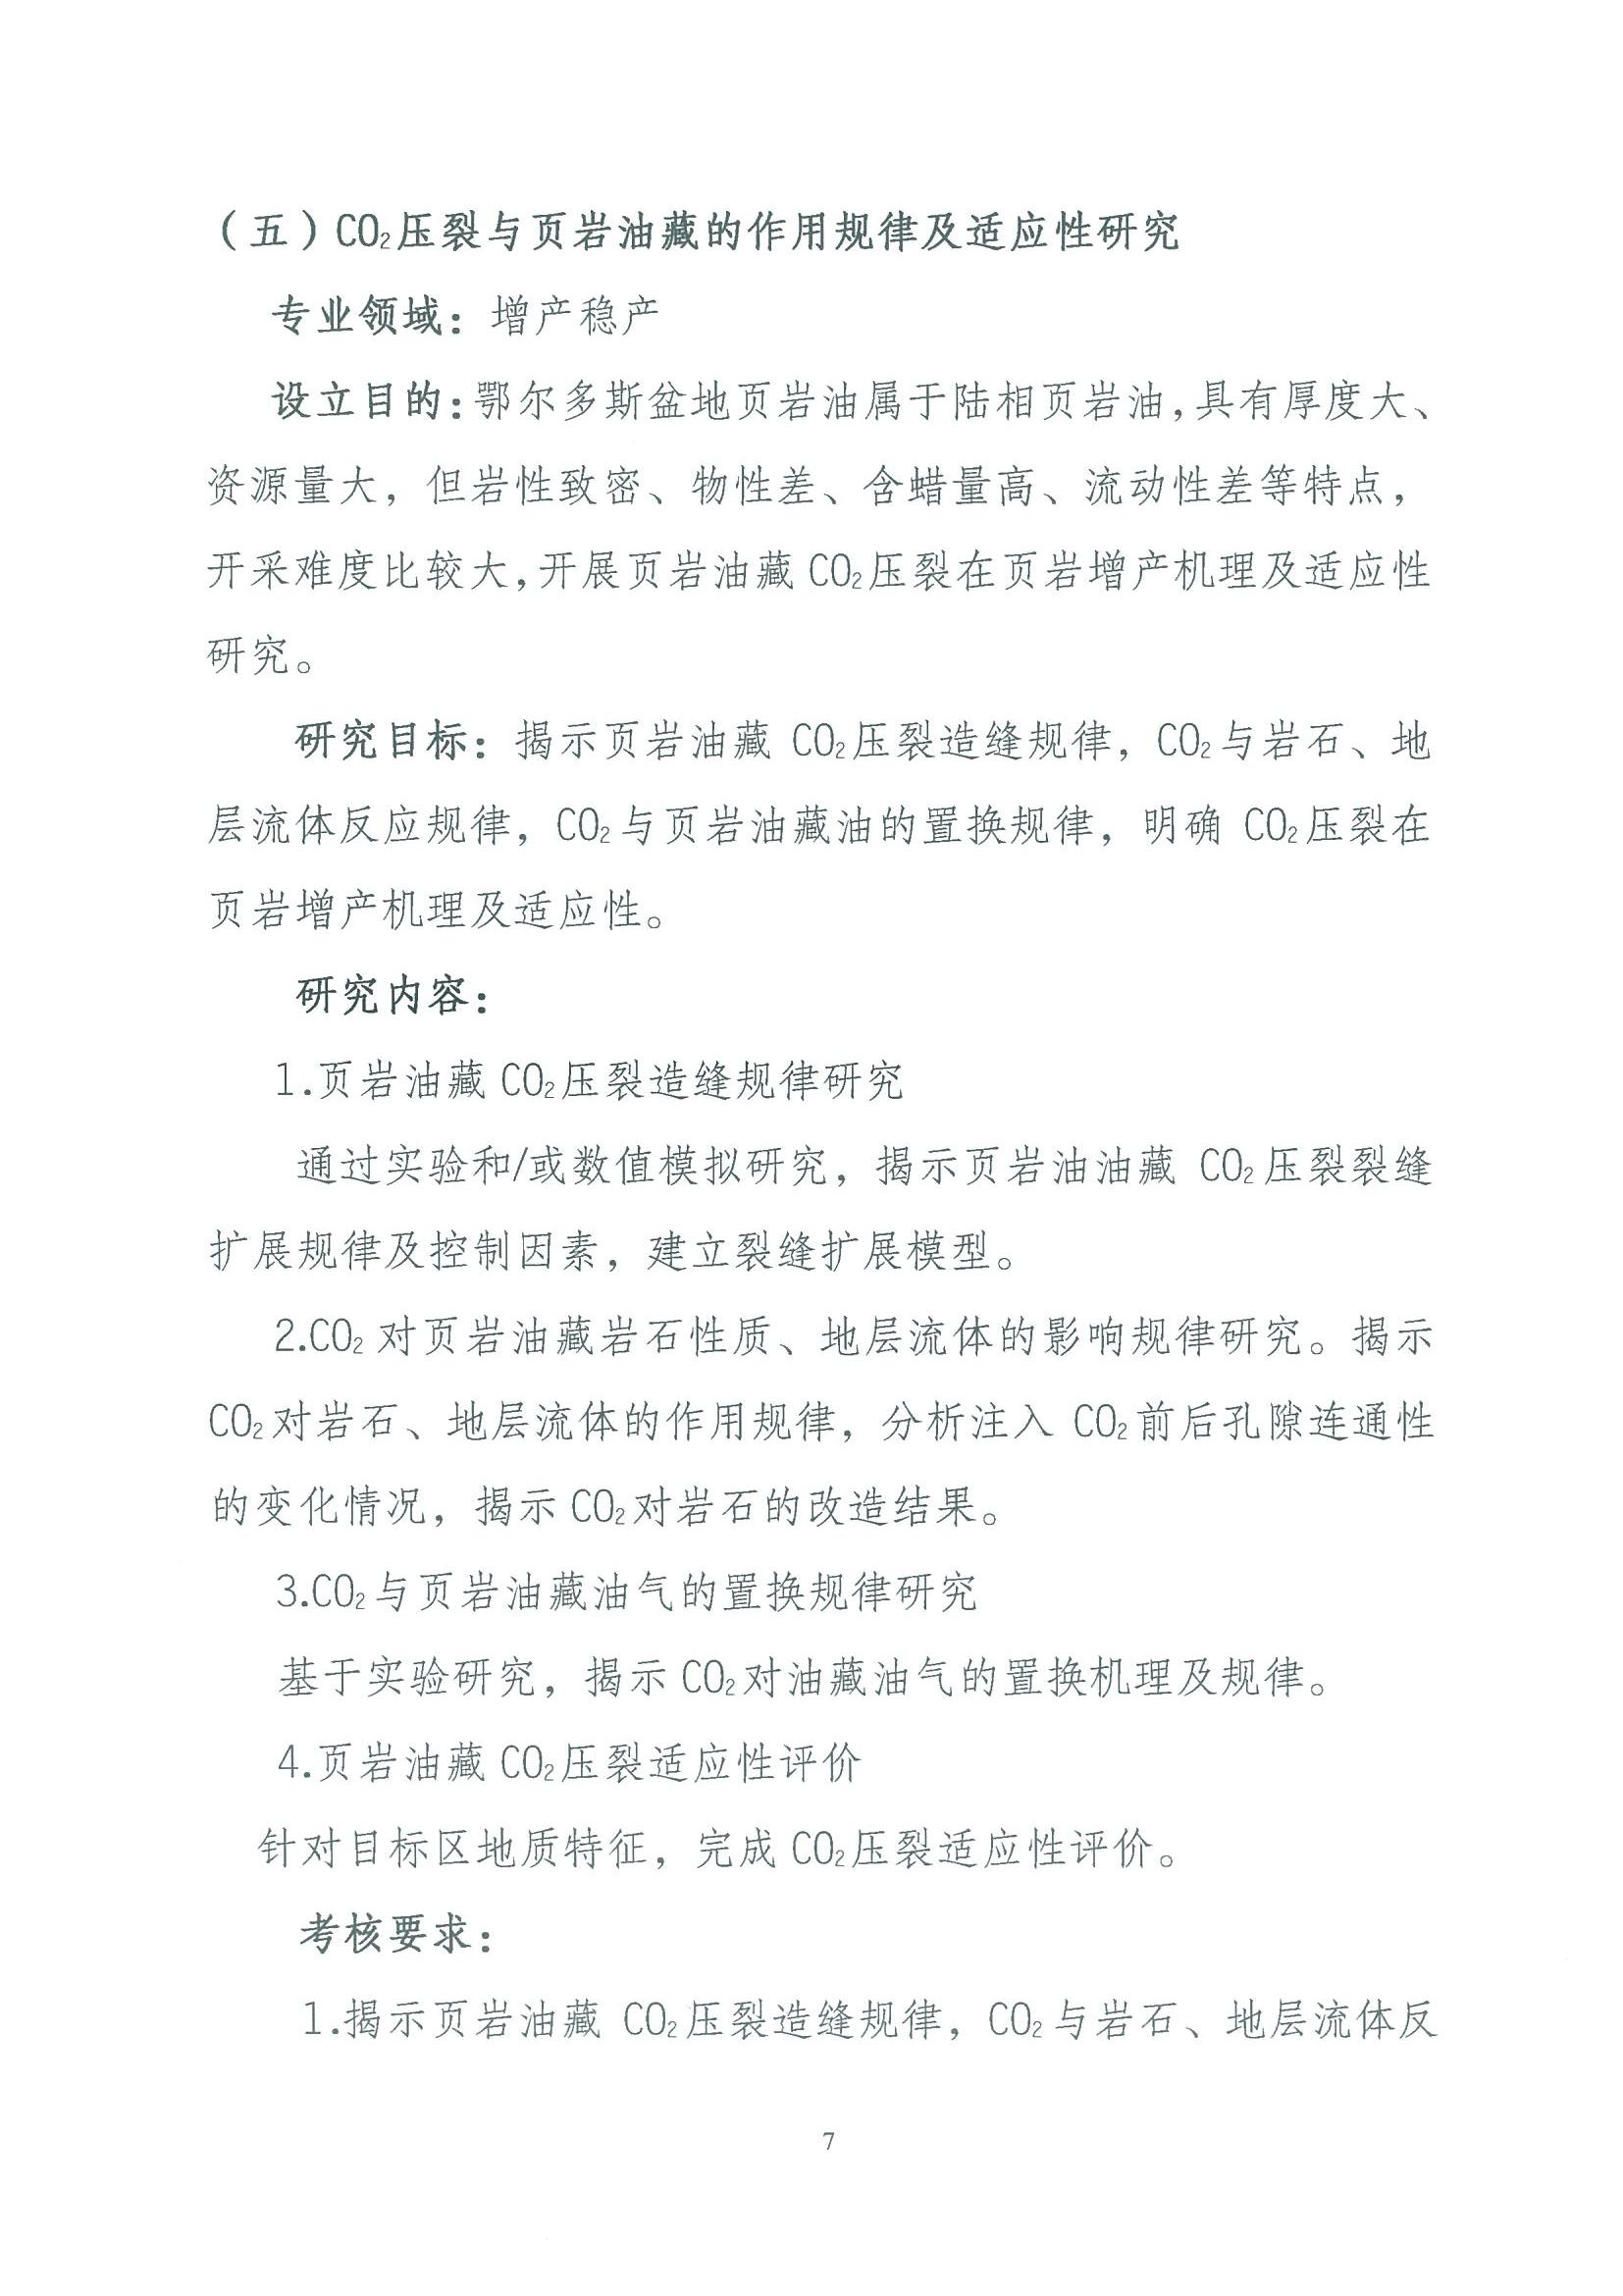 （五）CO₂压裂与页岩油藏的作用规律及适应性研究
专业领域：增产稳产
设立目的：鄂尔多斯盆地页岩油属于陆相页岩油，具有厚度大、
资源量大，但岩性致密、物性差、含蜡量高、流动性差等特点，
开采难度比较大，开展页岩油藏 CO₂压裂在页岩增产机理及适应性
研究。
研究目标：揭示页岩油藏 CO₂压裂造缝规律，CO₂与岩石、地
层流体反应规律，CO₂与页岩油藏油的置换规律，明确 CO₂压裂在
页岩增产机理及适应性。
研究内容：
1.页岩油藏 CO₂压裂造缝规律研究
通过实验和/或数值模拟研究，揭示页岩油油藏 CO₂压裂裂缝
扩展规律及控制因素，建立裂缝扩展模型。
2.CO₂对页岩油藏岩石性质、地层流体的影响规律研究。揭示
CO₂对岩石、地层流体的作用规律，分析注入 CO₂前后孔隙连通性
的变化情况，揭示 CO₂对岩石的改造结果。
3.CO₂与页岩油藏油气的置换规律研究
基于实验研究，揭示 CO₂对油藏油气的置换机理及规律。
4.页岩油藏 CO₂压裂适应性评价
针对目标区地质特征，完成 CO₂压裂适应性评价。
考核要求：
1.揭示页岩油藏 CO₂压裂造缝规律，CO₂与岩石、地层流体反
7